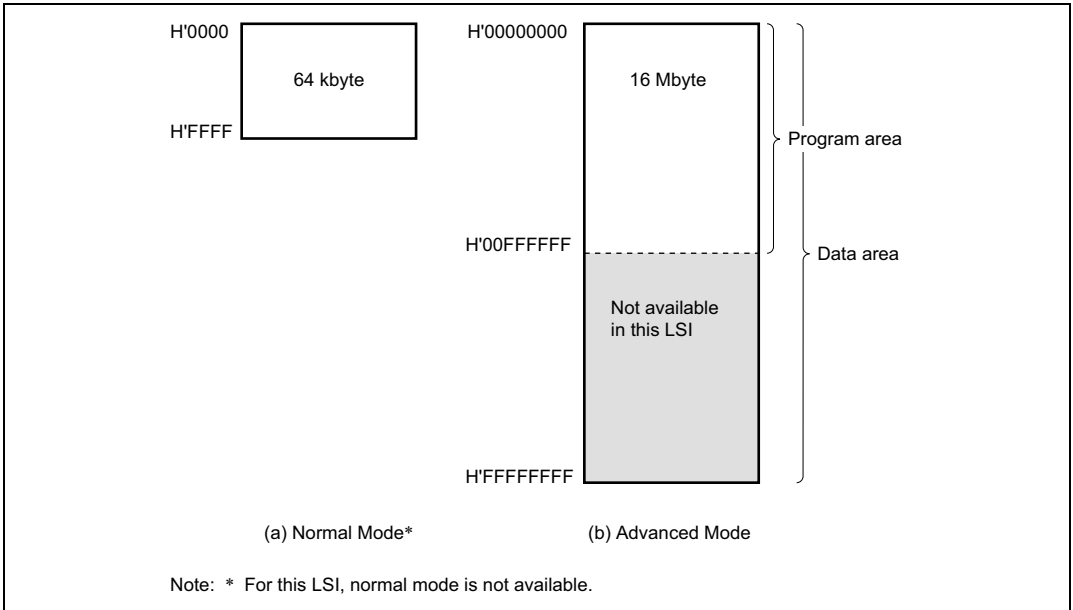 H'0000
64 kbyte
H'FFFF
(a) Normal Mode*
H'00000000
16 Mbyte
Program area
H'00FFFFFF
Data area
Not available
in this LSI
H'FFFFFFFF
(b) Advanced Mode
Note: * For this LSI, normal mode is not available.